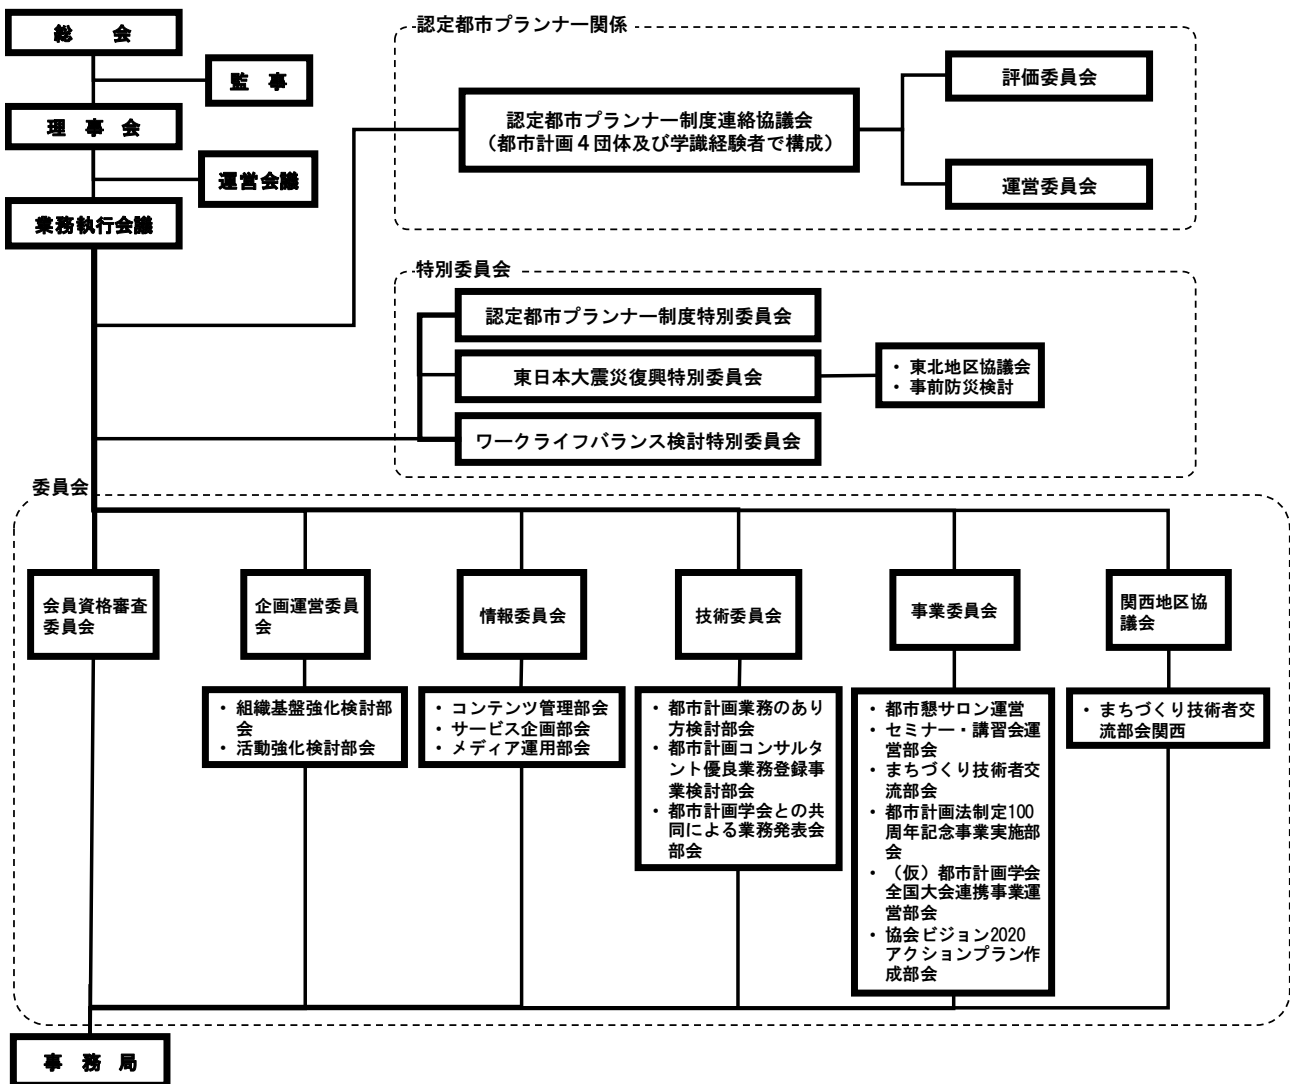 総　会
監　事
理　事　会
運営会議
業務執行会議
認定都市プランナー関係
認定都市プランナー制度連絡協議会
（都市計画４団体及び学識経験者で構成）
評価委員会
運営委員会
特別委員会
認定都市プランナー制度特別委員会
東日本大震災復興特別委員会
・ 東北地区協議会
・ 事前防災検討
ワークライフバランス検討特別委員会
委員会
会員資格審査
委員会
企画運営委員
会
・ 組織基盤強化検討部
会
・ 活動強化検討部会
情報委員会
・ コンテンツ管理部会
・ サービス企画部会
・ メディア運用部会
技術委員会
・ 都市計画業務のあり
方検討部会
・ 都市計画コンサルタ
ント優良業務登録事
業検討部会
・ 都市計画学会との共
同による業務発表会
部会
事業委員会
・ 都市懇サロン運営
・ セミナー・講習会運
営部会
・ まちづくり技術者交
流部会
・ 都市計画法制定100
周年記念事業実施部
会
・ （仮）都市計画学会
全国大会連携事業運
営部会
・ 協会ビジョン2020
アクションプラン作
成部会
関西地区協
議会
・ まちづくり技術者交
流部会関西
事　務　局